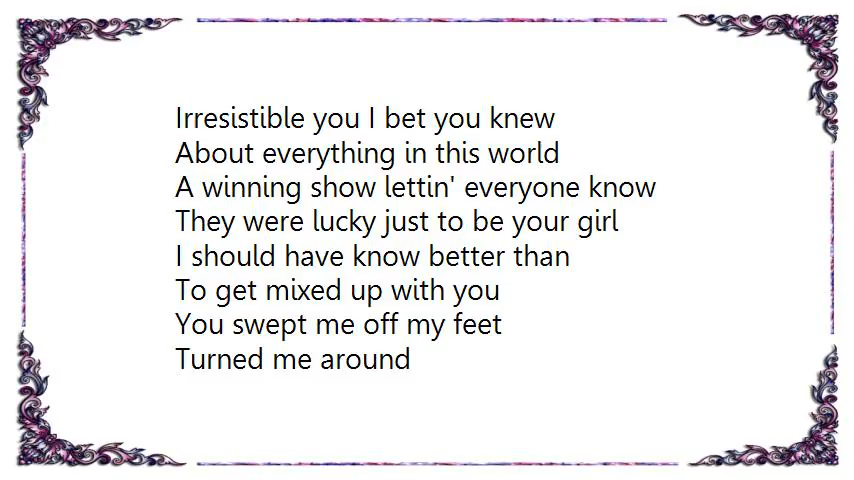 Irresistible you I bet you knew
About everything in this world
A winning show lettin' everyone know
They were lucky just to be your girl
I should have know better than
To get mixed up with you
You swept me off my feet
Turned me around